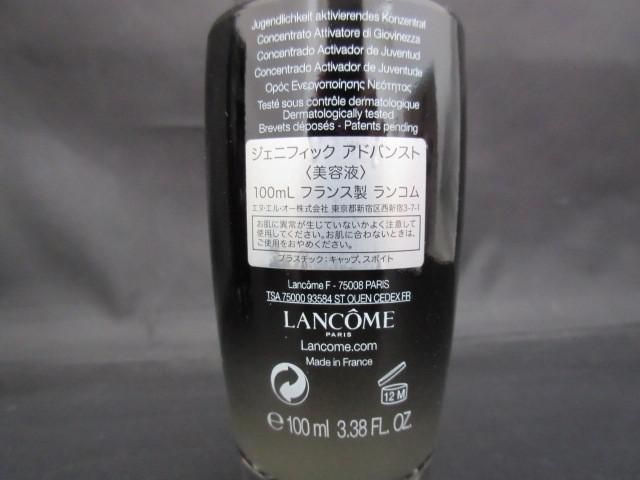 Jugendlichkeit aktivierendes Konzentrat
Concentrato Attivatore di Giovinezza
Concentrado Activador de Juventud
Concentrado Activador de Juventude
Ορός Ενεργοποίησης Νεότητας
Testé sous contrôle dermatologique
Dermatologically tested
Brevets déposés - Patents pending
ジェニフィック アドバンスト
〈美容液〉
100mL フランス製 ランコム
エヌ・エル・オー株式会社 東京都新宿区西新宿3-7-1
お肌に異常が生じていないかよく注意して
使用してください。お肌に合わないときは、
ご使用をおやめください。
プラスチック:キャップ、スポイト
Lancôme F - 75008 PARIS
TSA 75000 93584 ST OUEN CEDEX FR
LANCÔME
PARIS
Lancome.com
Made in France
12 M
℮ 100 ml 3.38 FL. OZ.